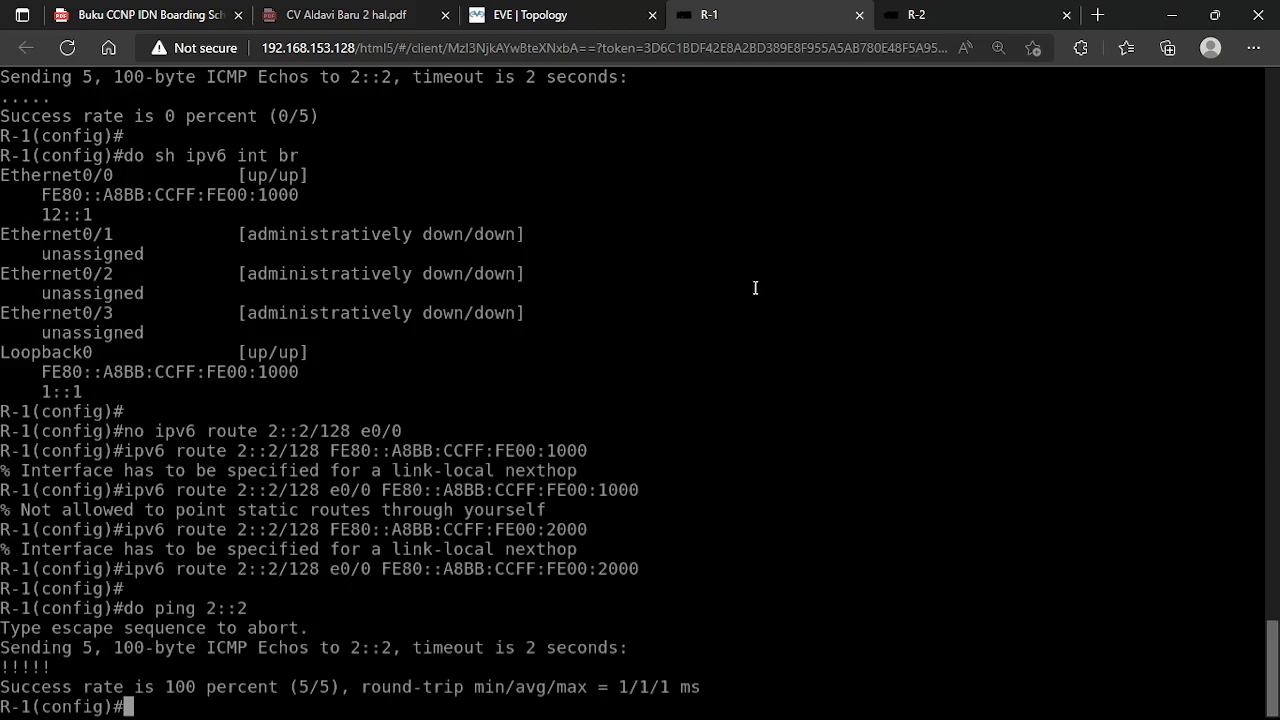 Buku CCNP IDN Boarding Sch
CV Aldavi Baru 2 hal.pdf
EVE | Topology
R-1
R-2
Not secure
192.168.153.128/html5/#/client/MzI3NjkAYwBteXNxbA==?token=3D6C1BDF42E8A2BD389E8F955A5AB780E48F5A95...
Sending 5, 100-byte ICMP Echos to 2::2, timeout is 2 seconds:
.....
Success rate is 0 percent (0/5)
R-1(config)#
R-1(config)#do sh ipv6 int br
Ethernet0/0 [up/up]
FE80::A8BB:CCFF:FE00:1000
12::1
Ethernet0/1 [administratively down/down]
unassigned
Ethernet0/2 [administratively down/down]
unassigned
Ethernet0/3 [administratively down/down]
unassigned
Loopback0 [up/up]
FE80::A8BB:CCFF:FE00:1000
1::1
R-1(config)#
R-1(config)#no ipv6 route 2::2/128 e0/0
R-1(config)#ipv6 route 2::2/128 FE80::A8BB:CCFF:FE00:1000
% Interface has to be specified for a link-local nexthop
R-1(config)#ipv6 route 2::2/128 e0/0 FE80::A8BB:CCFF:FE00:1000
% Not allowed to point static routes through yourself
R-1(config)#ipv6 route 2::2/128 FE80::A8BB:CCFF:FE00:2000
% Interface has to be specified for a link-local nexthop
R-1(config)#ipv6 route 2::2/128 e0/0 FE80::A8BB:CCFF:FE00:2000
R-1(config)#
R-1(config)#do ping 2::2
Type escape sequence to abort.
Sending 5, 100-byte ICMP Echos to 2::2, timeout is 2 seconds:
!!!!!
Success rate is 100 percent (5/5), round-trip min/avg/max = 1/1/1 ms
R-1(config)#